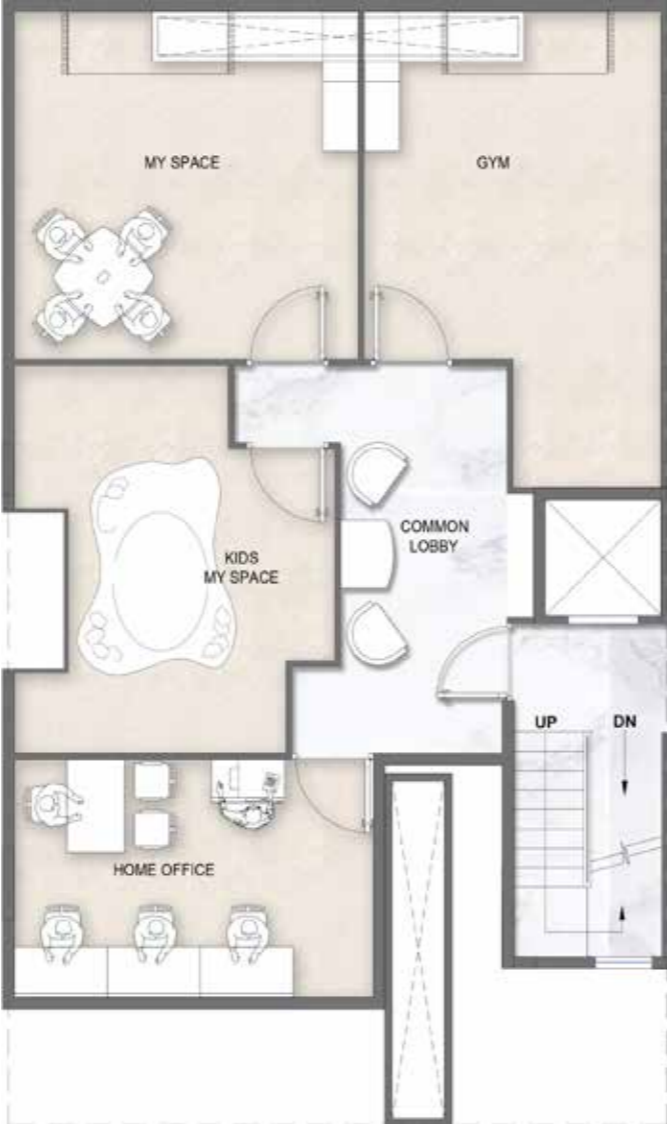 MY SPACE
GYM
KIDS
MY SPACE
COMMON
LOBBY
UP
DN
HOME OFFICE